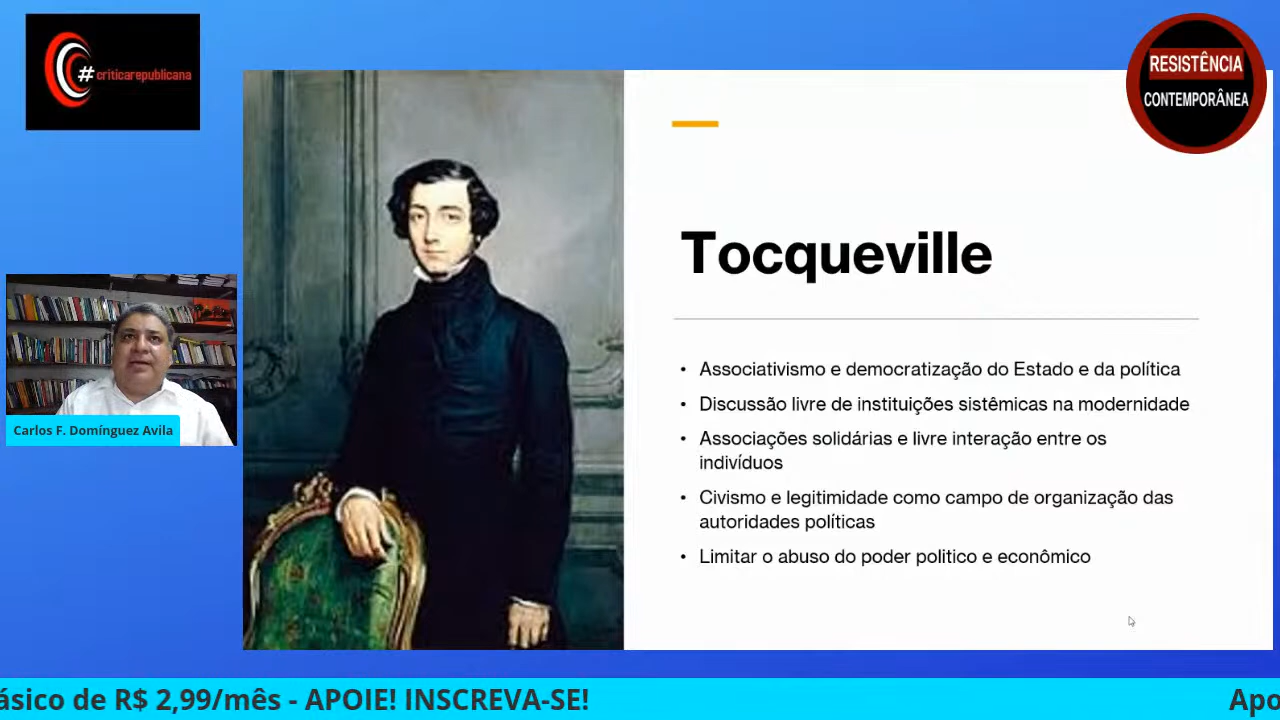 #criticarepublicana
RESISTÊNCIA
CONTEMPORÂNEA
Tocqueville
• Associativismo e democratização do Estado e da política
• Discussão livre de instituições sistêmicas na modernidade
• Associações solidárias e livre interação entre os
indivíduos
• Civismo e legitimidade como campo de organização das
autoridades políticas
• Limitar o abuso do poder politico e econômico
Carlos F. Domínguez Avila
ásico de R$ 2,99/mês - APOIE! INSCREVA-SE!
Apo